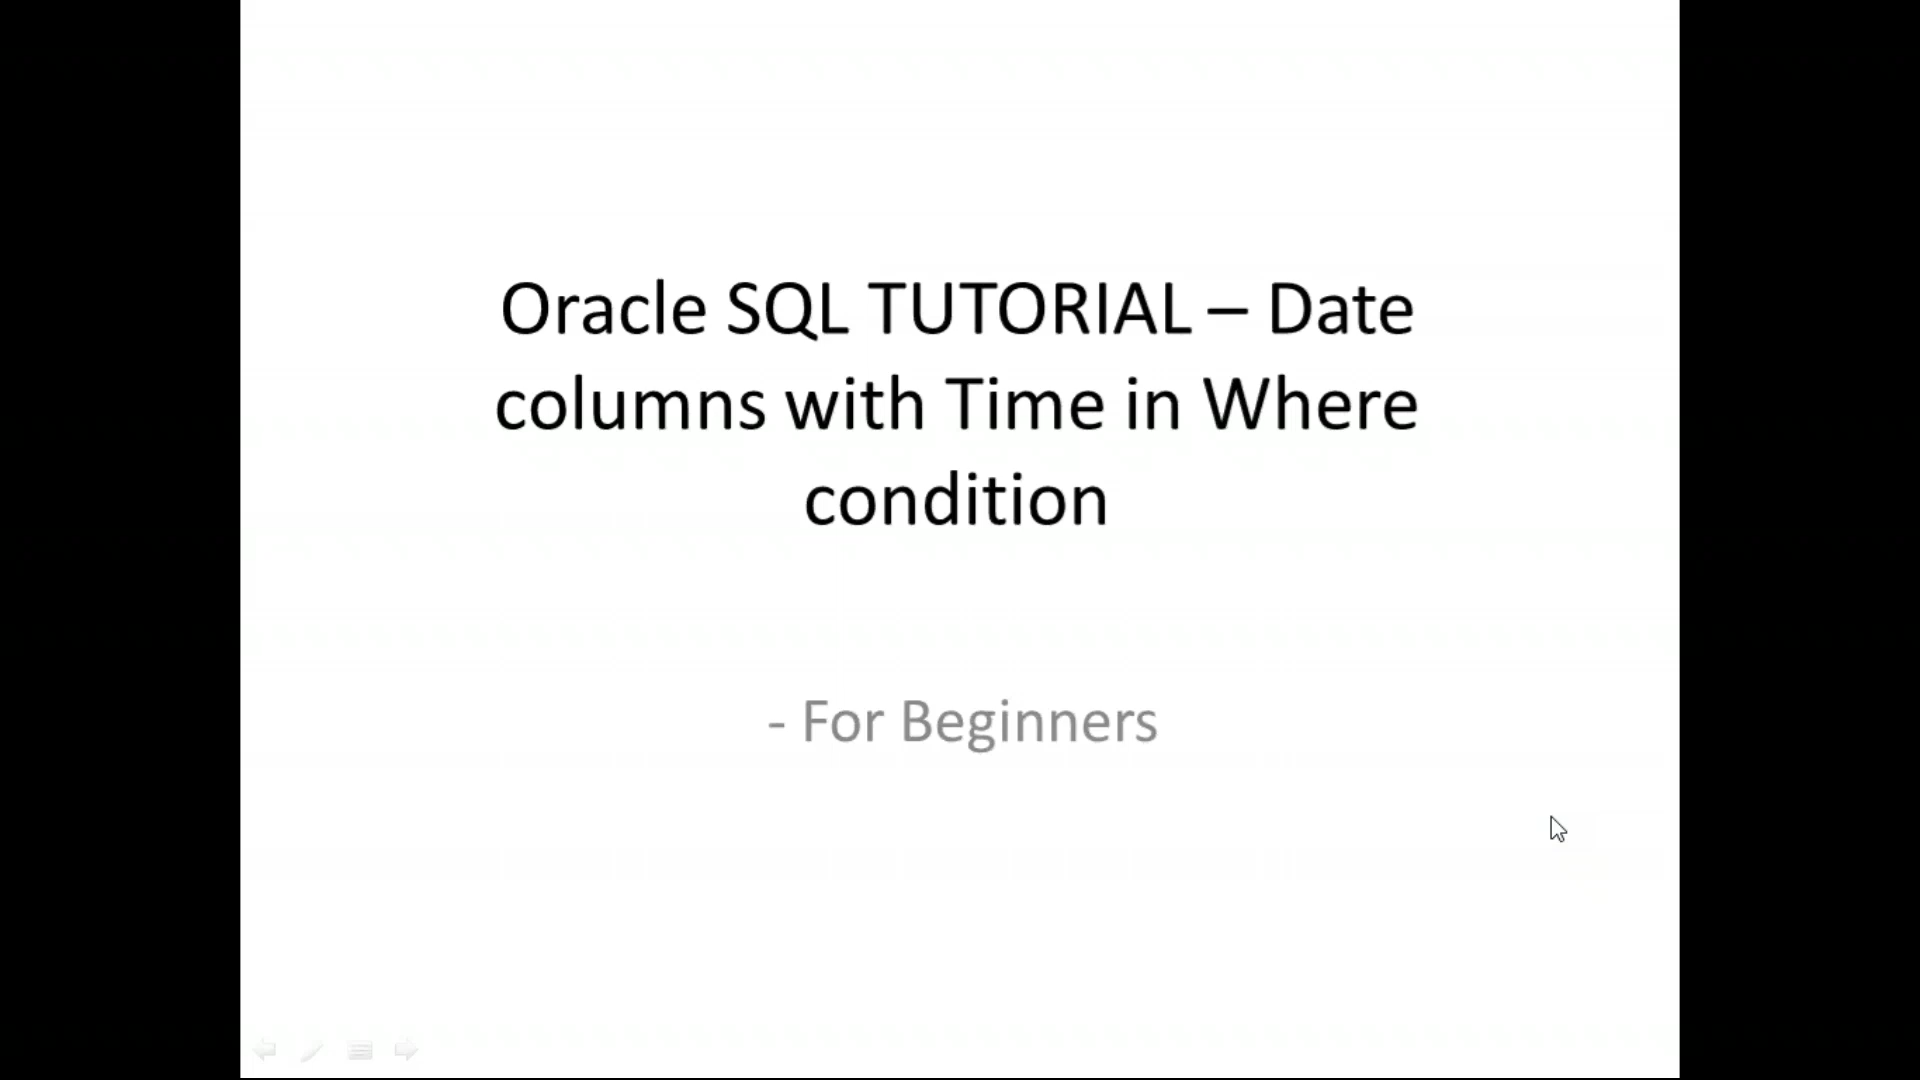 Oracle SQL TUTORIAL – Date
columns with Time in Where
condition
- For Beginners